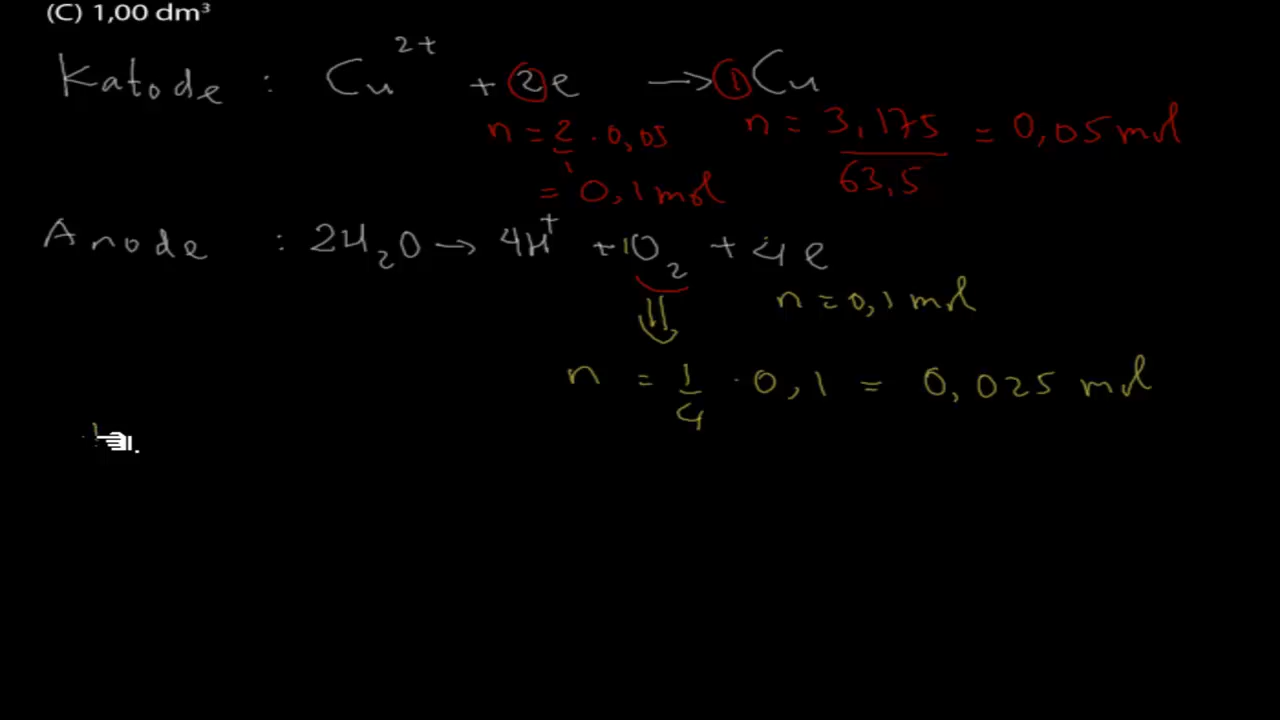 (C) 1,00 dm³
Katode : Cu²⁺ + 2e → 1Cu
n = 2/1 · 0,05
= 0,1 mol
n = 3,175/63,5 = 0,05 mol
Anode : 2H₂O → 4H⁺ + 1O₂ + 4e
n = 0,1 mol
⇓
n = 1/4 · 0,1 = 0,025 mol